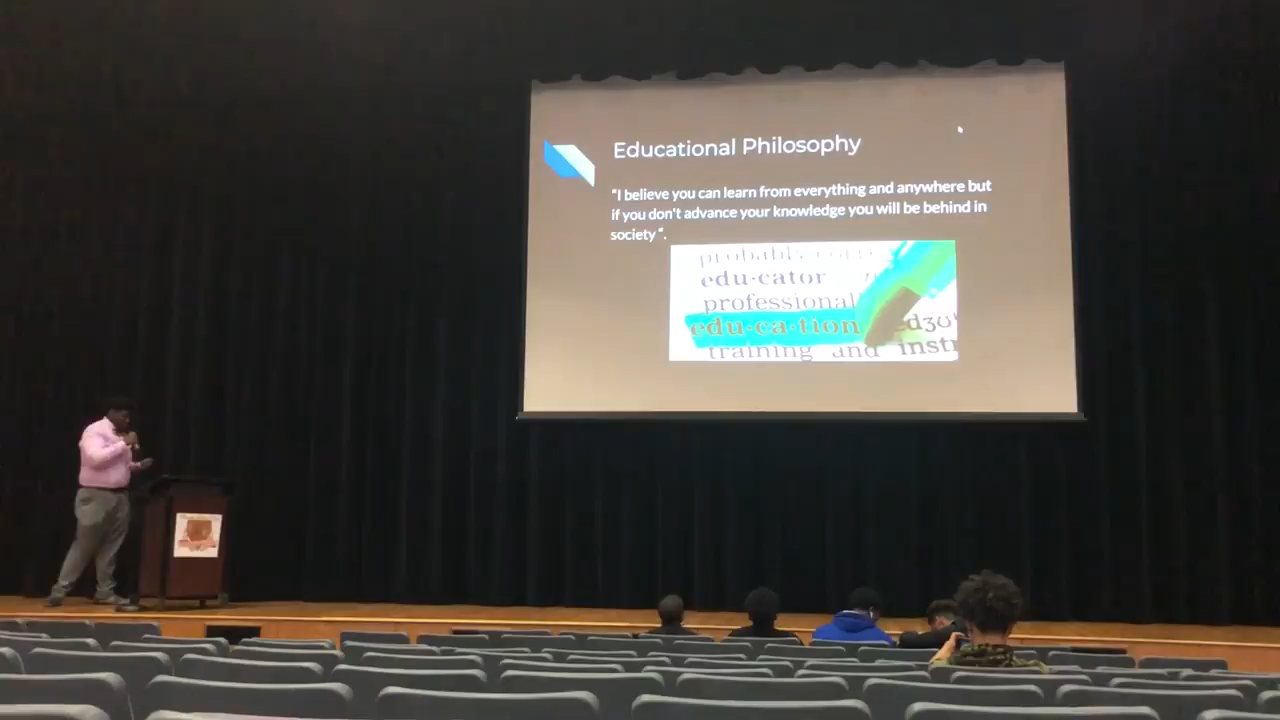 Educational Philosophy
"I believe you can learn from everything and anywhere but
if you don't advance your knowledge you will be behind in
society ".
edu·cator
professional
edu·ca·tion
training and instr